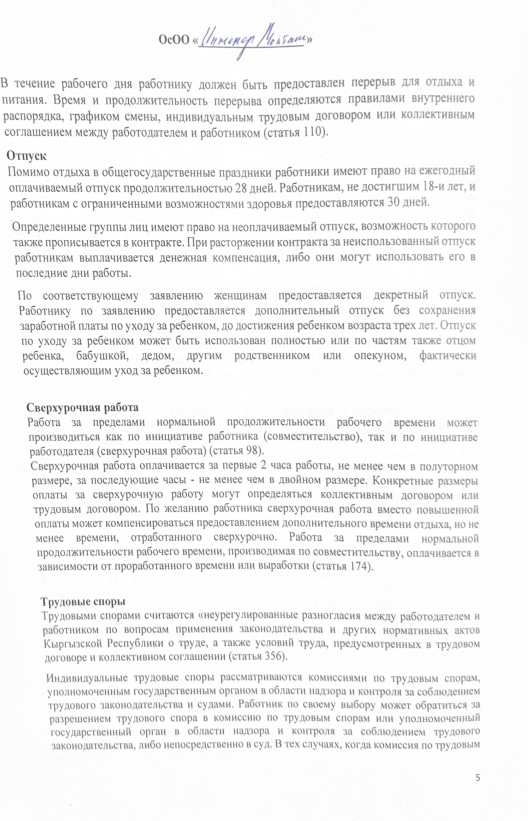 ОсОО «Инженер »
В течение рабочего дня работнику должен быть предоставлен перерыв для отдыха и
питания. Время и продолжительность перерыва определяются правилами внутреннего
распорядка, графиком смены, индивидуальным трудовым договором или коллективным
соглашением между работодателем и работником (статья 110).
Отпуск
Помимо отдыха в общегосударственные праздники работники имеют право на ежегодный
оплачиваемый отпуск продолжительностью 28 дней. Работникам, не достигшим 18-и лет, и
работникам с ограниченными возможностями здоровья предоставляются 30 дней.
Определенные группы лиц имеют право на неоплачиваемый отпуск, возможность которого
также прописывается в контракте. При расторжении контракта за неиспользованный отпуск
работникам выплачивается денежная компенсация, либо они могут использовать его в
последние дни работы.
По соответствующему заявлению женщинам предоставляется декретный отпуск.
Работнику по заявлению предоставляется дополнительный отпуск без сохранения
заработной платы по уходу за ребенком, до достижения ребенком возраста трех лет. Отпуск
по уходу за ребенком может быть использован полностью или по частям также отцом
ребенка, бабушкой, дедом, другим родственником или опекуном, фактически
осуществляющим уход за ребенком.
Сверхурочная работа
Работа за пределами нормальной продолжительности рабочего времени может
производиться как по инициативе работника (совместительство), так и по инициативе
работодателя (сверхурочная работа) (статья 98).
Сверхурочная работа оплачивается за первые 2 часа работы, не менее чем в полуторном
размере, за последующие часы - не менее чем в двойном размере. Конкретные размеры
оплаты за сверхурочную работу могут определяться коллективным договором или
трудовым договором. По желанию работника сверхурочная работа вместо повышенной
оплаты может компенсироваться предоставлением дополнительного времени отдыха, но не
менее времени, отработанного сверхурочно. Работа за пределами нормальной
продолжительности рабочего времени, производимая по совместительству, оплачивается в
зависимости от проработанного времени или выработки (статья 174).
Трудовые споры
Трудовыми спорами считаются «неурегулированные разногласия между работодателем и
работником по вопросам применения законодательства и других нормативных актов
Кыргызской Республики о труде, а также условий труда, предусмотренных в трудовом
договоре и коллективном соглашении (статья 356).
Индивидуальные трудовые споры рассматриваются комиссиями по трудовым спорам,
уполномоченным государственным органом в области надзора и контроля за соблюдением
трудового законодательства и судами. Работник по своему выбору может обратиться за
разрешением трудового спора в комиссию по трудовым спорам или уполномоченный
государственный орган в области надзора и контроля за соблюдением трудового
законодательства, либо непосредственно в суд. В тех случаях, когда комиссия по трудовым
5